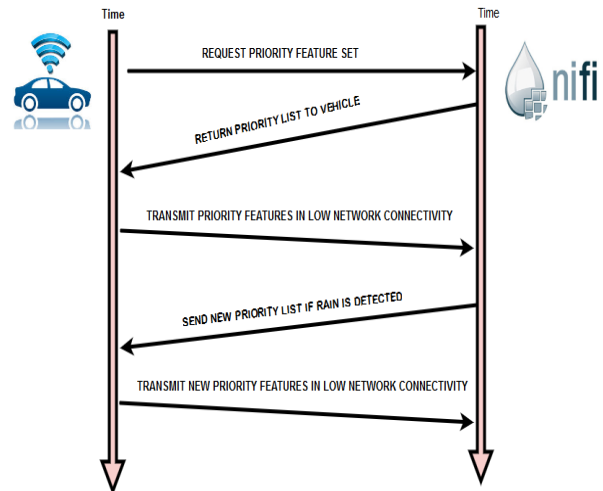 Time
Time
REQUEST PRIORITY FEATURE SET
nifi
RETURN PRIORITY LIST TO VEHICLE
TRANSMIT PRIORITY FEATURES IN LOW NETWORK CONNECTIVITY
SEND NEW PRIORITY LIST IF RAIN IS DETECTED
TRANSMIT NEW PRIORITY FEATURES IN LOW NETWORK CONNECTIVITY